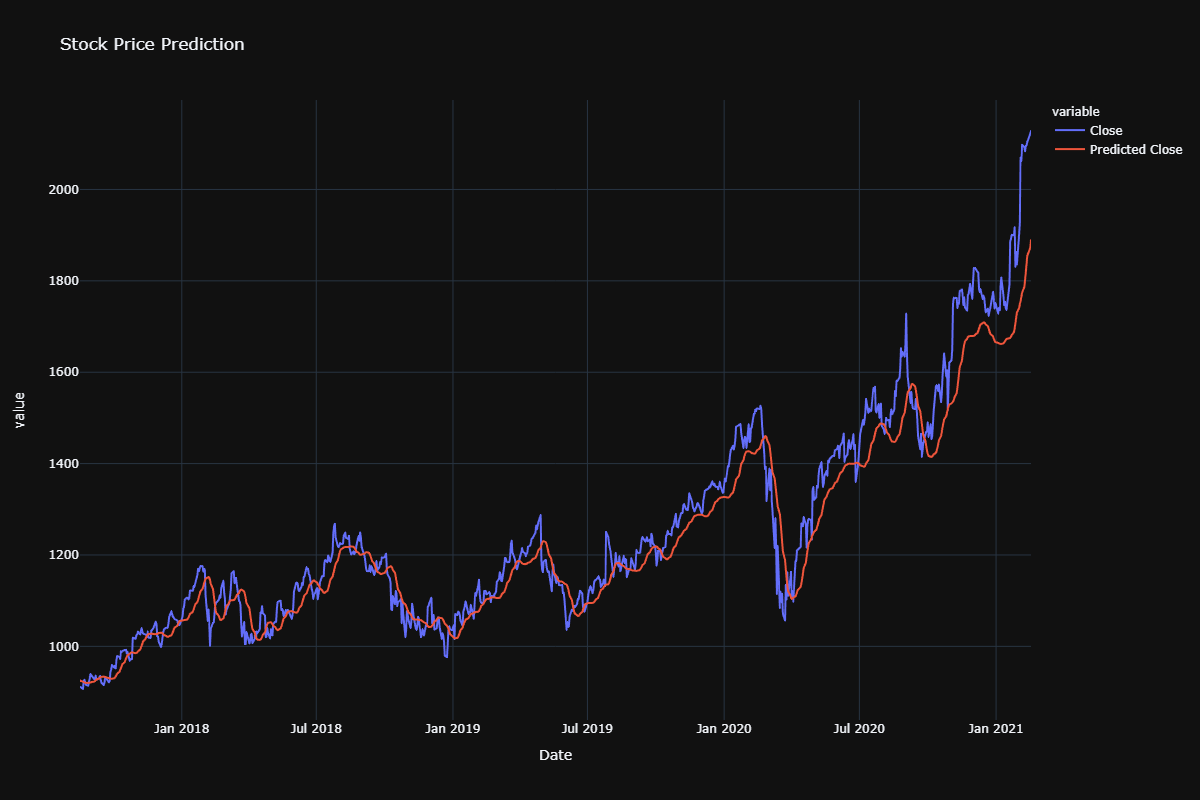 Stock Price Prediction
variable
Close
Predicted Close
value
2000
1800
1600
1400
1200
1000
Jan 2018 Jul 2018 Jan 2019 Jul 2019 Jan 2020 Jul 2020 Jan 2021
Date